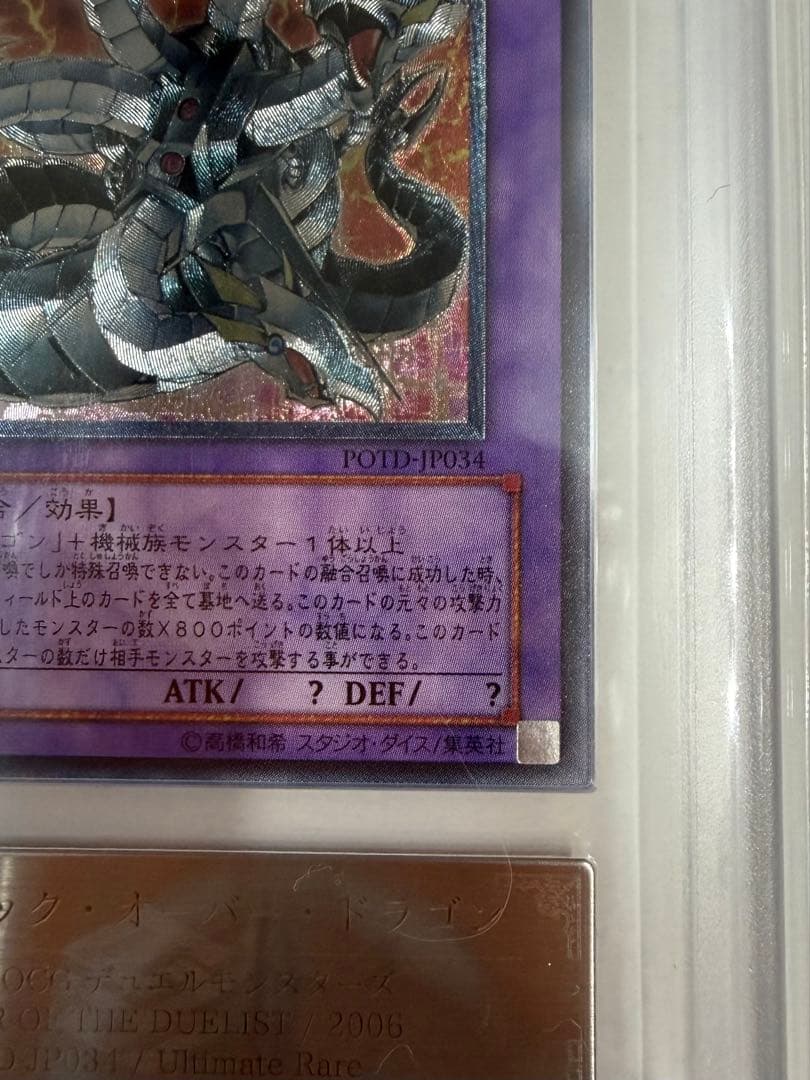 POTD-JP034
合/効果】
ゴン」+機械族モンスター1体以上
喚でしか特殊召喚できない。このカードの融合召喚に成功した時、
ィールド上のカードを全て墓地へ送る。このカードの元々の攻撃力
したモンスターの数×800ポイントの数値になる。このカード
スターの数だけ相手モンスターを攻撃する事ができる。
ATK/ ? DEF/ ?
©高橋和希 スタジオ・ダイス/集英社
ック・オーバー・ドラゴン
OCG デュエルモンスターズ
R OF THE DUELIST / 2006
D-JP034 / Ultimate Rare